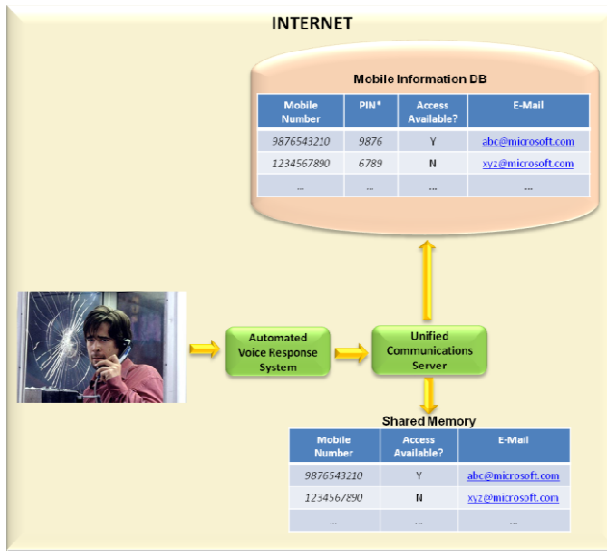 INTERNET
Mobile Information DB
Mobile Number PIN* Access Available? E-Mail
9876543210 9876 Y abc@microsoft.com
1234567890 6789 N xyz@microsoft.com
... ... ... ...
Automated
Voice Response
System
Unified
Communications
Server
Shared Memory
Mobile Number Access Available? E-Mail
9876543210 Y abc@microsoft.com
1234567890 N xyz@microsoft.com
... ... ...